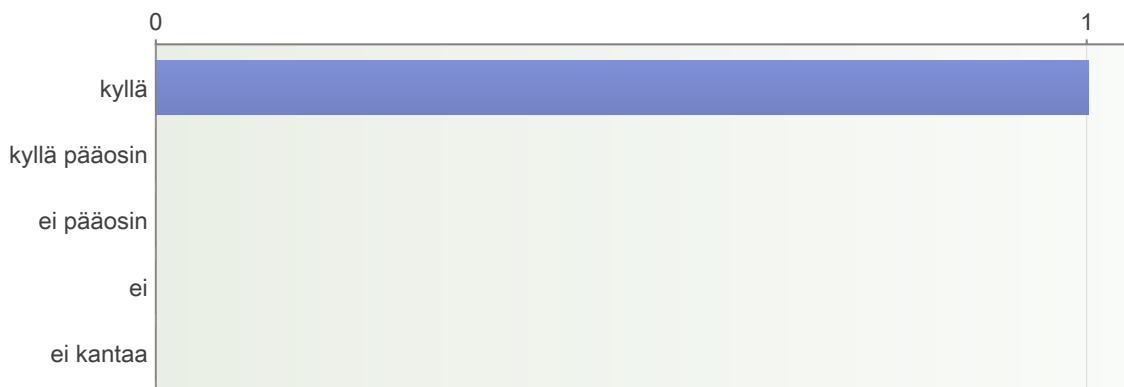 0 1
kyllä
kyllä pääosin
ei pääosin
ei
ei kantaa